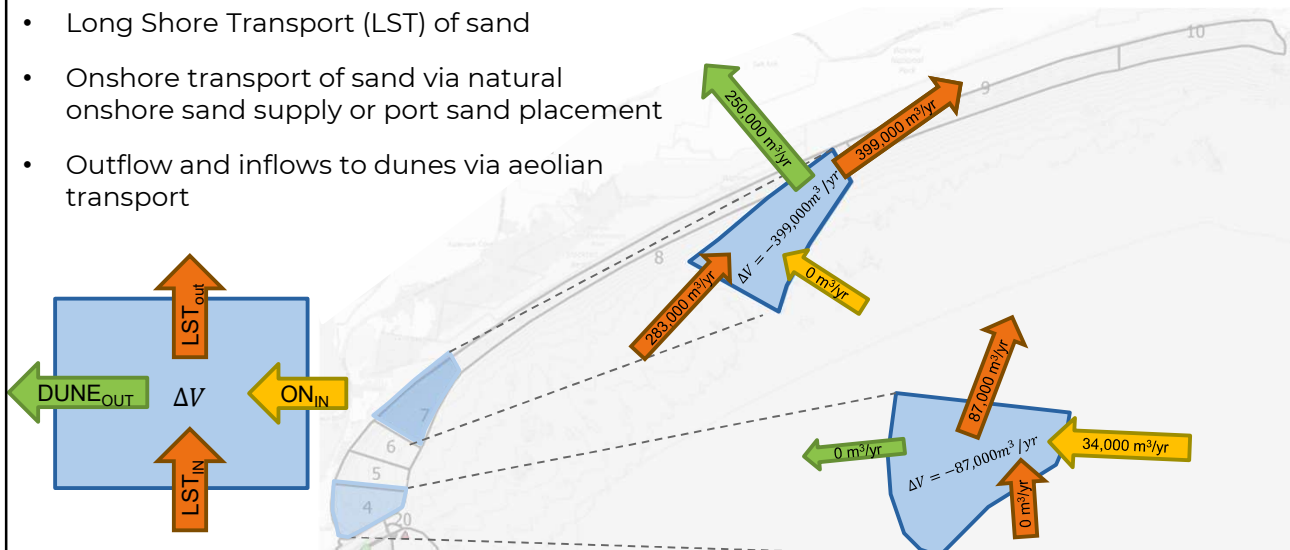 • Long Shore Transport (LST) of sand
• Onshore transport of sand via natural
onshore sand supply or port sand placement
• Outflow and inflows to dunes via aeolian
transport
LST_out
DUNE_OUT
ΔV
ON_IN
LST_IN
10
9
8
7
6
5
4
20
250,000 m³/yr
399,000 m³/yr
ΔV = −399,000m³/yr
283,000 m³/yr
0 m³/yr
87,000 m³/yr
0 m³/yr
34,000 m³/yr
ΔV = −87,000m³/yr
0 m³/yr